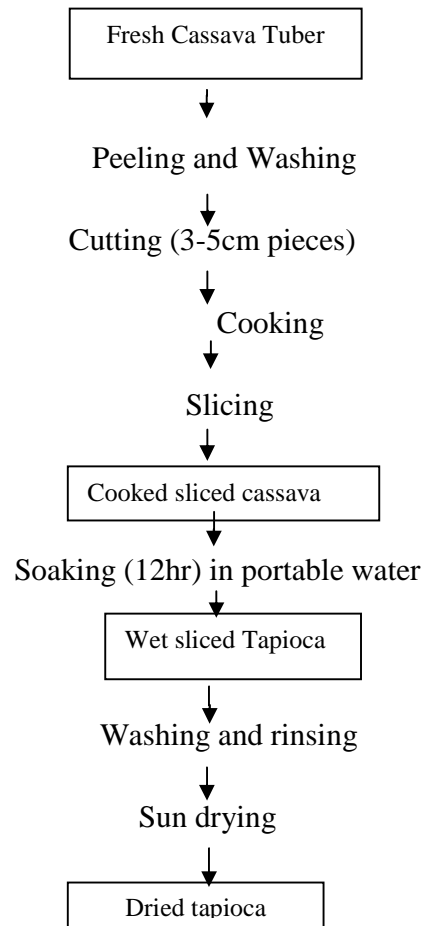 Fresh Cassava Tuber
Peeling and Washing
Cutting (3-5cm pieces)
Cooking
Slicing
Cooked sliced cassava
Soaking (12hr) in portable water
Wet sliced Tapioca
Washing and rinsing
Sun drying
Dried tapioca